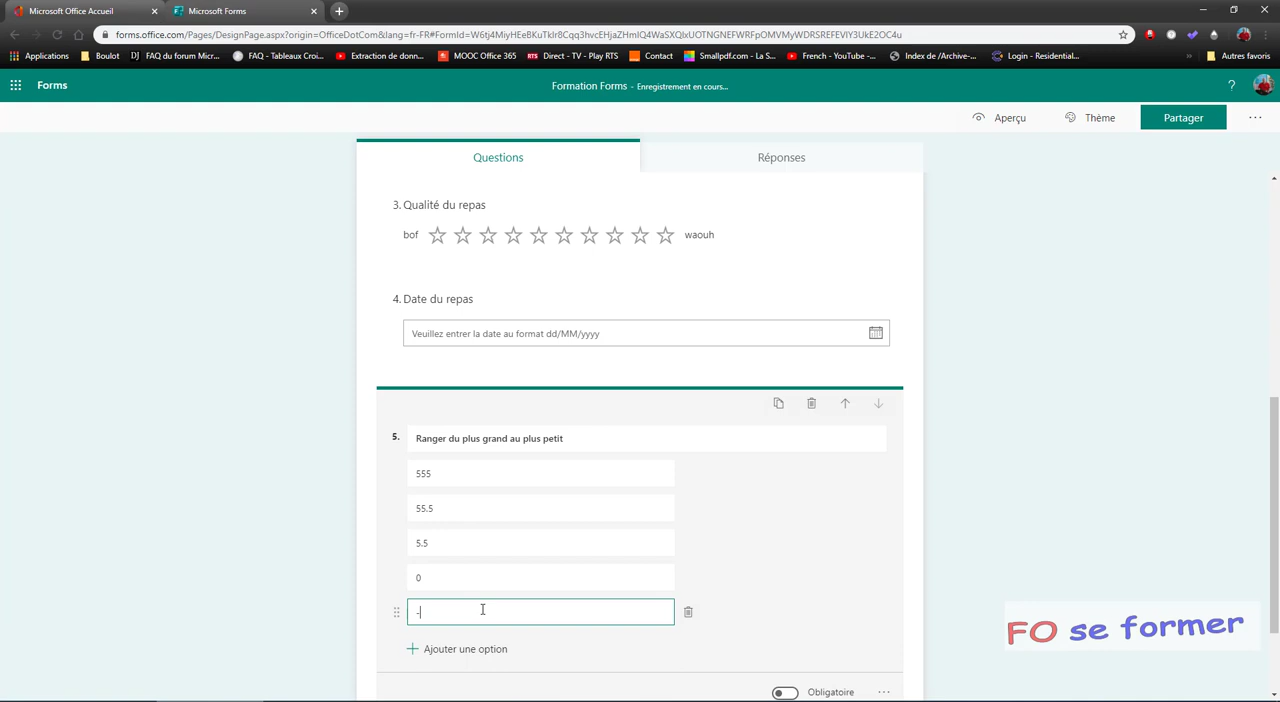 Microsoft Office Accueil
Microsoft Forms
forms.office.com/Pages/DesignPage.aspx?origin=OfficeDotCom&lang=fr-FR#FormId=
Applications
Boulot
FAQ du forum Micr...
FAQ - Tableaux Croi...
Extraction de donn...
MOOC Office 365
RTS Direct - TV - Play RTS
Contact
Smallpdf.com - La S...
French - YouTube -...
Index de /Archive-...
Login - Residential...
Autres favoris
Forms
Formation Forms - Enregistrement en cours...
?
Aperçu
Thème
Partager
Questions
Réponses
3. Qualité du repas
bof
waouh
4. Date du repas
Veuillez entrer la date au format dd/MM/yyyy
5. Ranger du plus grand au plus petit
555
55.5
5.5
0
-
Ajouter une option
Obligatoire
FO se former